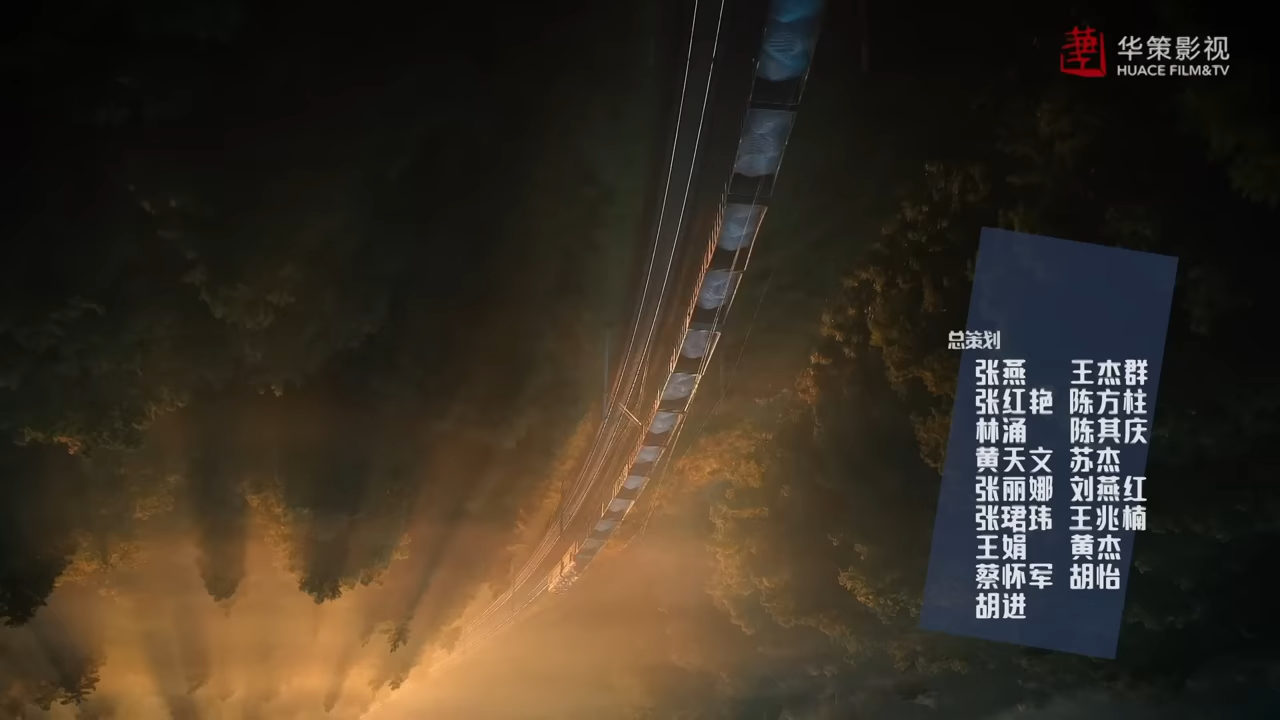 华策影视
HUACE FILM&TV
总策划
张燕 王杰群
张红艳 陈方柱
林涌 陈其庆
黄天文 苏杰
张丽娜 刘燕红
张珺玮 王兆楠
王娟 黄杰
蔡怀军 胡怡
胡进